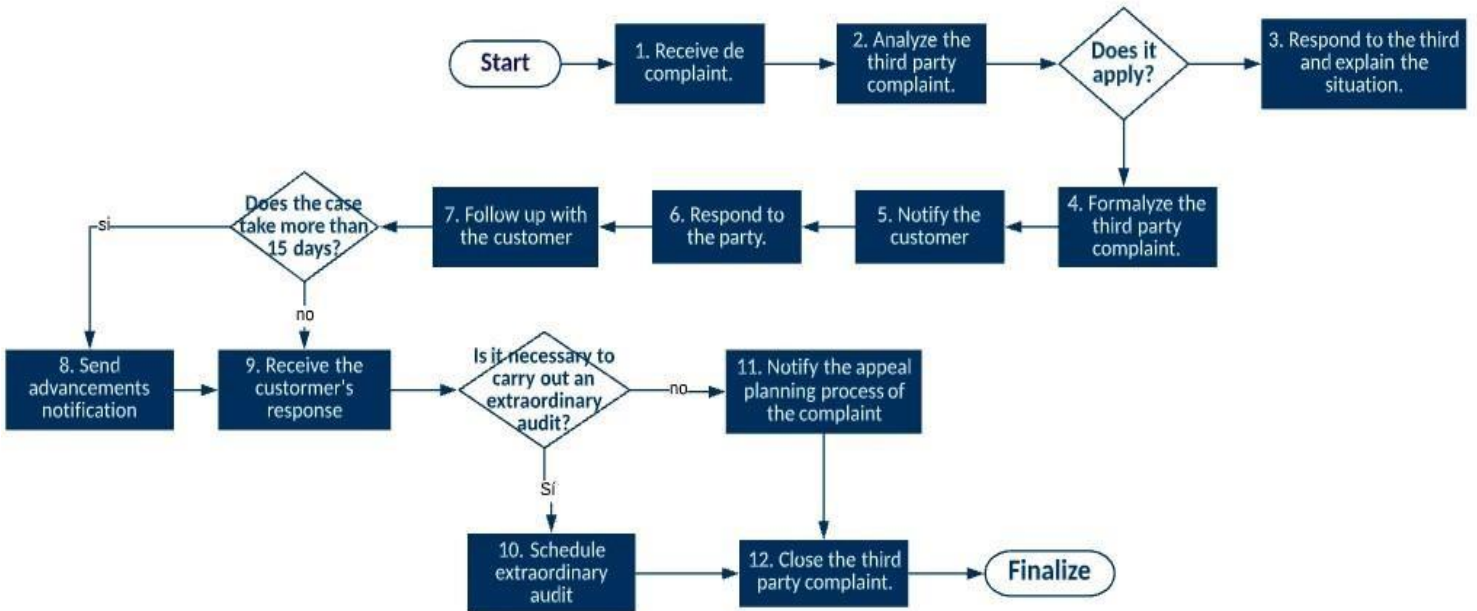 Start
1. Receive de
complaint.
2. Analyze the
third party
complaint.
Does it
apply?
3. Respond to the third
and explain the
situation.
4. Formalyze the
third party
complaint.
5. Notify the
customer
6. Respond to
the party.
7. Follow up with
the customer
Does the case
take more than
15 days?
si
no
8. Send
advancements
notification
9. Receive the
custormer's
response
Is it necessary to
carry out an
extraordinary
audit?
no
11. Notify the appeal
planning process of
the complaint
Sí
10. Schedule
extraordinary
audit
12. Close the third
party complaint.
Finalize